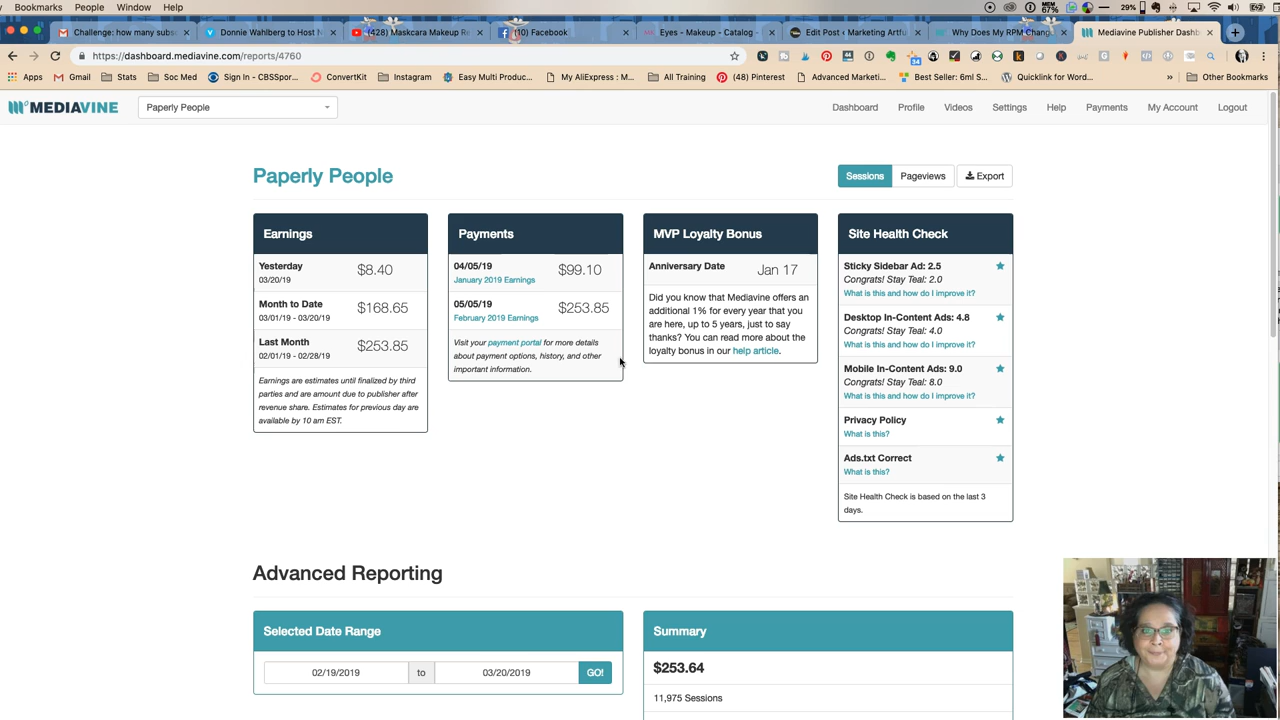 Bookmarks People Window Help
MEM 67% 29%
Challenge: how many subsc
Donnie Wahlberg to Host N
(428) Maskcara Makeup Re
(10) Facebook
Eyes - Makeup - Catalog -
Edit Post ‹ Marketing Artfu
Why Does My RPM Change
Mediavine Publisher Dashb
https://dashboard.mediavine.com/reports/4760
34
Apps Gmail Stats Soc Med Sign In - CBSSpor... ConvertKit Instagram Easy Multi Produc... My AliExpress : M... All Training (48) Pinterest Advanced Marketi... Best Seller: 6ml S... Quicklink for Word... » Other Bookmarks
MEDIAVINE Paperly People Dashboard Profile Videos Settings Help Payments My Account Logout
Paperly People
Sessions Pageviews Export
Earnings
Yesterday $8.40
03/20/19
Month to Date $168.65
03/01/19 - 03/20/19
Last Month $253.85
02/01/19 - 02/28/19
Earnings are estimates until finalized by third
parties and are amount due to publisher after
revenue share. Estimates for previous day are
available by 10 am EST.
Payments
04/05/19 $99.10
January 2019 Earnings
05/05/19 $253.85
February 2019 Earnings
Visit your payment portal for more details
about payment options, history, and other
important information.
MVP Loyalty Bonus
Anniversary Date Jan 17
Did you know that Mediavine offers an
additional 1% for every year that you
are here, up to 5 years, just to say
thanks? You can read more about the
loyalty bonus in our help article.
Site Health Check
Sticky Sidebar Ad: 2.5
Congrats! Stay Teal: 2.0
What is this and how do I improve it?
Desktop In-Content Ads: 4.8
Congrats! Stay Teal: 4.0
What is this and how do I improve it?
Mobile In-Content Ads: 9.0
Congrats! Stay Teal: 8.0
What is this and how do I improve it?
Privacy Policy
What is this?
Ads.txt Correct
What is this?
Site Health Check is based on the last 3
days.
Advanced Reporting
Selected Date Range
02/19/2019 to 03/20/2019 GO!
Summary
$253.64
11,975 Sessions